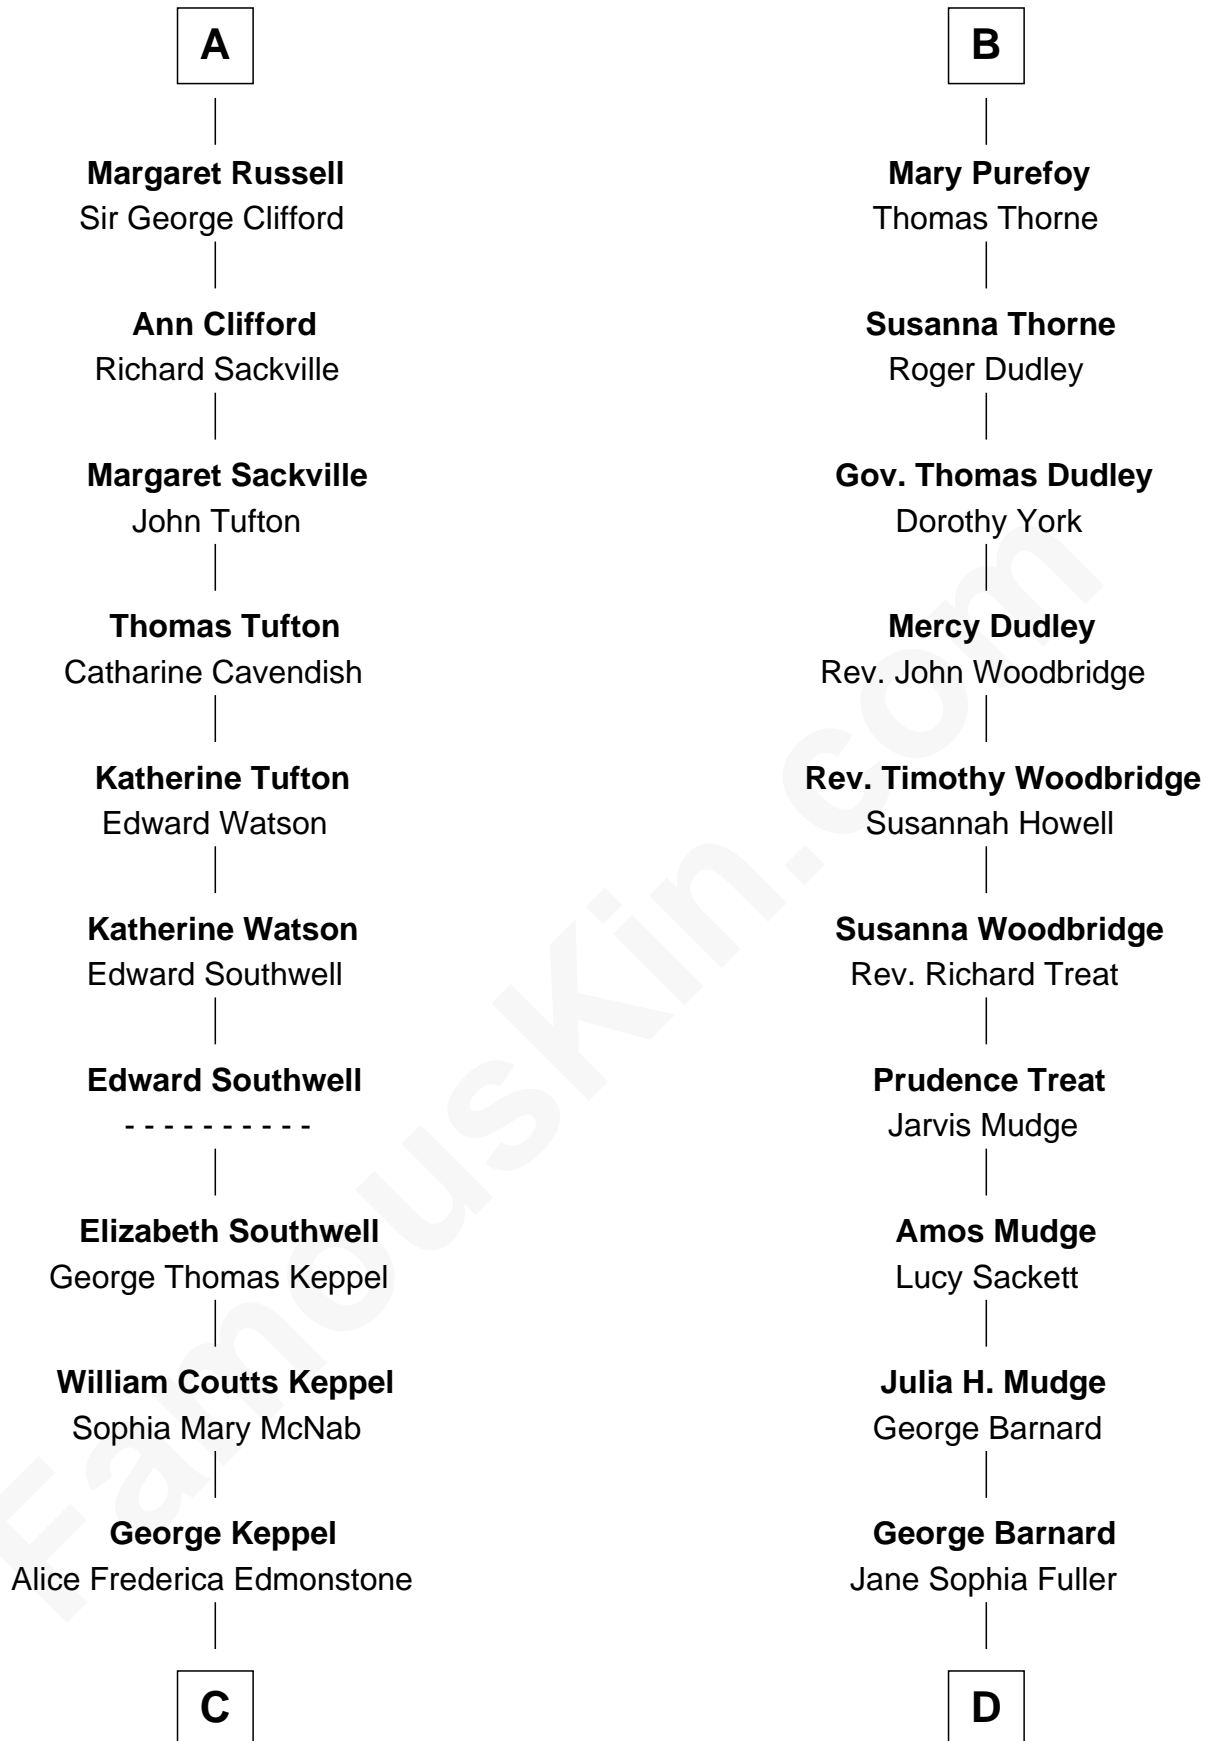 A
Margaret Russell
Sir George Clifford
Ann Clifford
Richard Sackville
Margaret Sackville
John Tufton
Thomas Tufton
Catharine Cavendish
Katherine Tufton
Edward Watson
Katherine Watson
Edward Southwell
Edward Southwell
- - - - - - - - - -
Elizabeth Southwell
George Thomas Keppel
William Coutts Keppel
Sophia Mary McNab
George Keppel
Alice Frederica Edmonstone
C
B
Mary Purefoy
Thomas Thorne
Susanna Thorne
Roger Dudley
Gov. Thomas Dudley
Dorothy York
Mercy Dudley
Rev. John Woodbridge
Rev. Timothy Woodbridge
Susannah Howell
Susanna Woodbridge
Rev. Richard Treat
Prudence Treat
Jarvis Mudge
Amos Mudge
Lucy Sackett
Julia H. Mudge
George Barnard
George Barnard
Jane Sophia Fuller
D
FamousKin.com